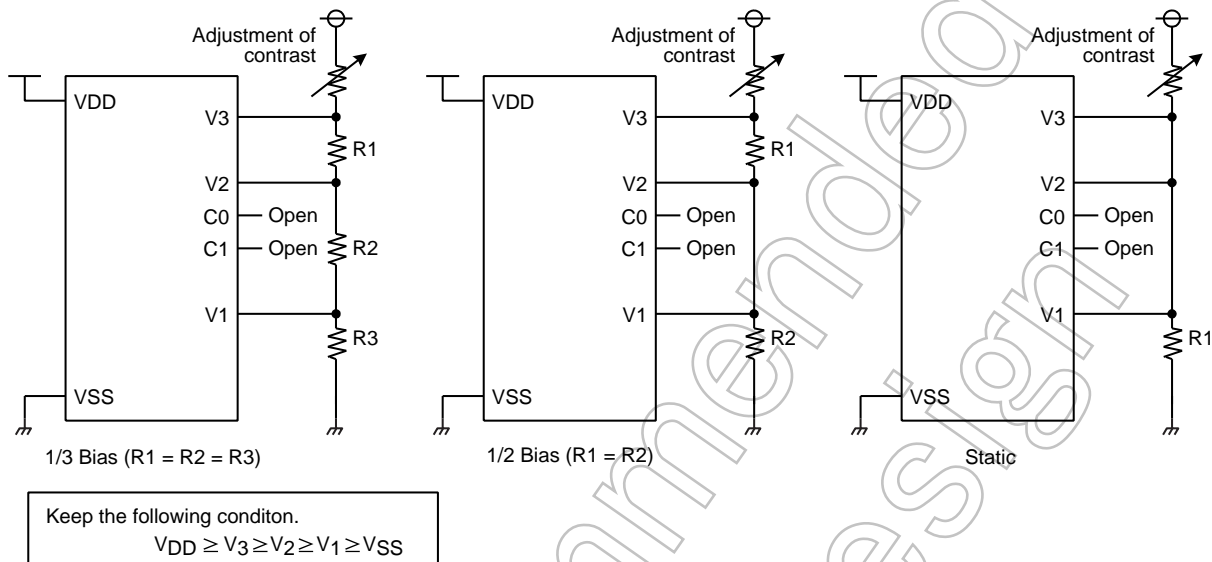 Adjustment of
contrast
VDD
V3
R1
V2
C0 Open
C1 Open
R2
V1
R3
VSS
1/3 Bias (R1 = R2 = R3)
Adjustment of
contrast
VDD
V3
R1
V2
C0 Open
C1 Open
V1
R2
VSS
1/2 Bias (R1 = R2)
Adjustment of
contrast
VDD
V3
V2
C0 Open
C1 Open
V1
R1
VSS
Static
Keep the following conditon.
VDD ≥ V3 ≥ V2 ≥ V1 ≥ VSS
mmended
esign